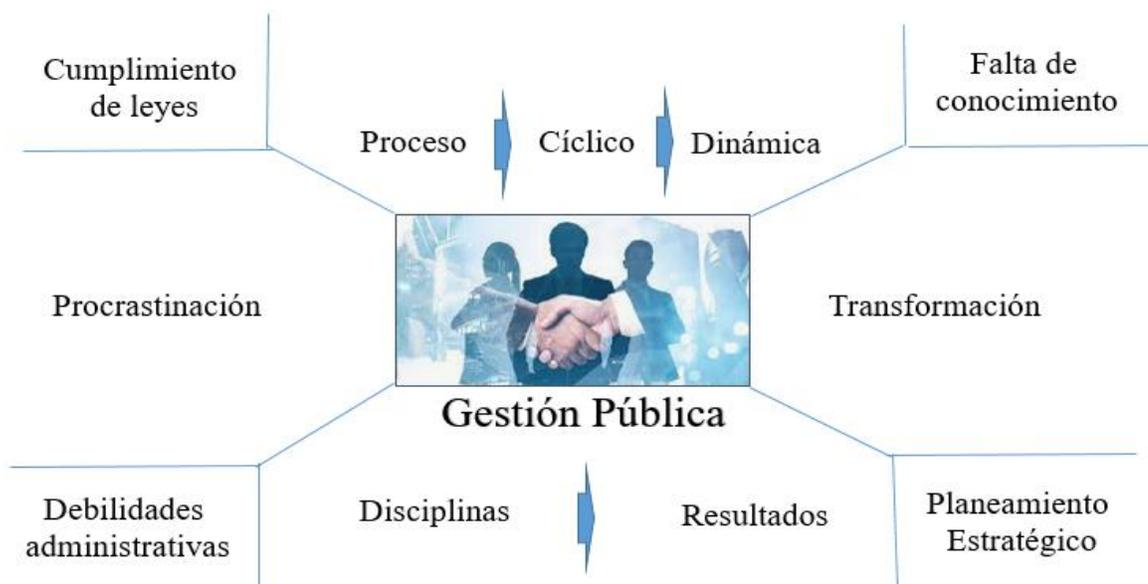 Cumplimiento
de leyes
Falta de
conocimiento
Proceso
Cíclico
Dinámica
Procrastinación
Transformación
Gestión Pública
Debilidades
administrativas
Disciplinas
Resultados
Planeamiento
Estratégico